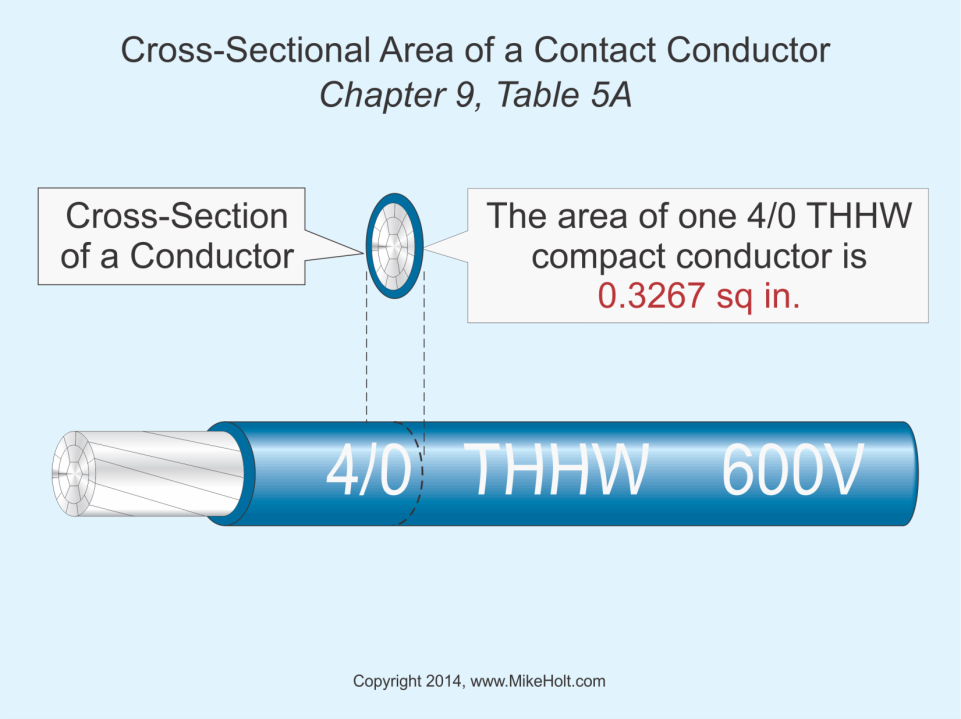 Cross-Sectional Area of a Contact Conductor
Chapter 9, Table 5A
Cross-Section
of a Conductor
The area of one 4/0 THHW
compact conductor is
0.3267 sq in.
4/0 THHW 600V
Copyright 2014, www.MikeHolt.com